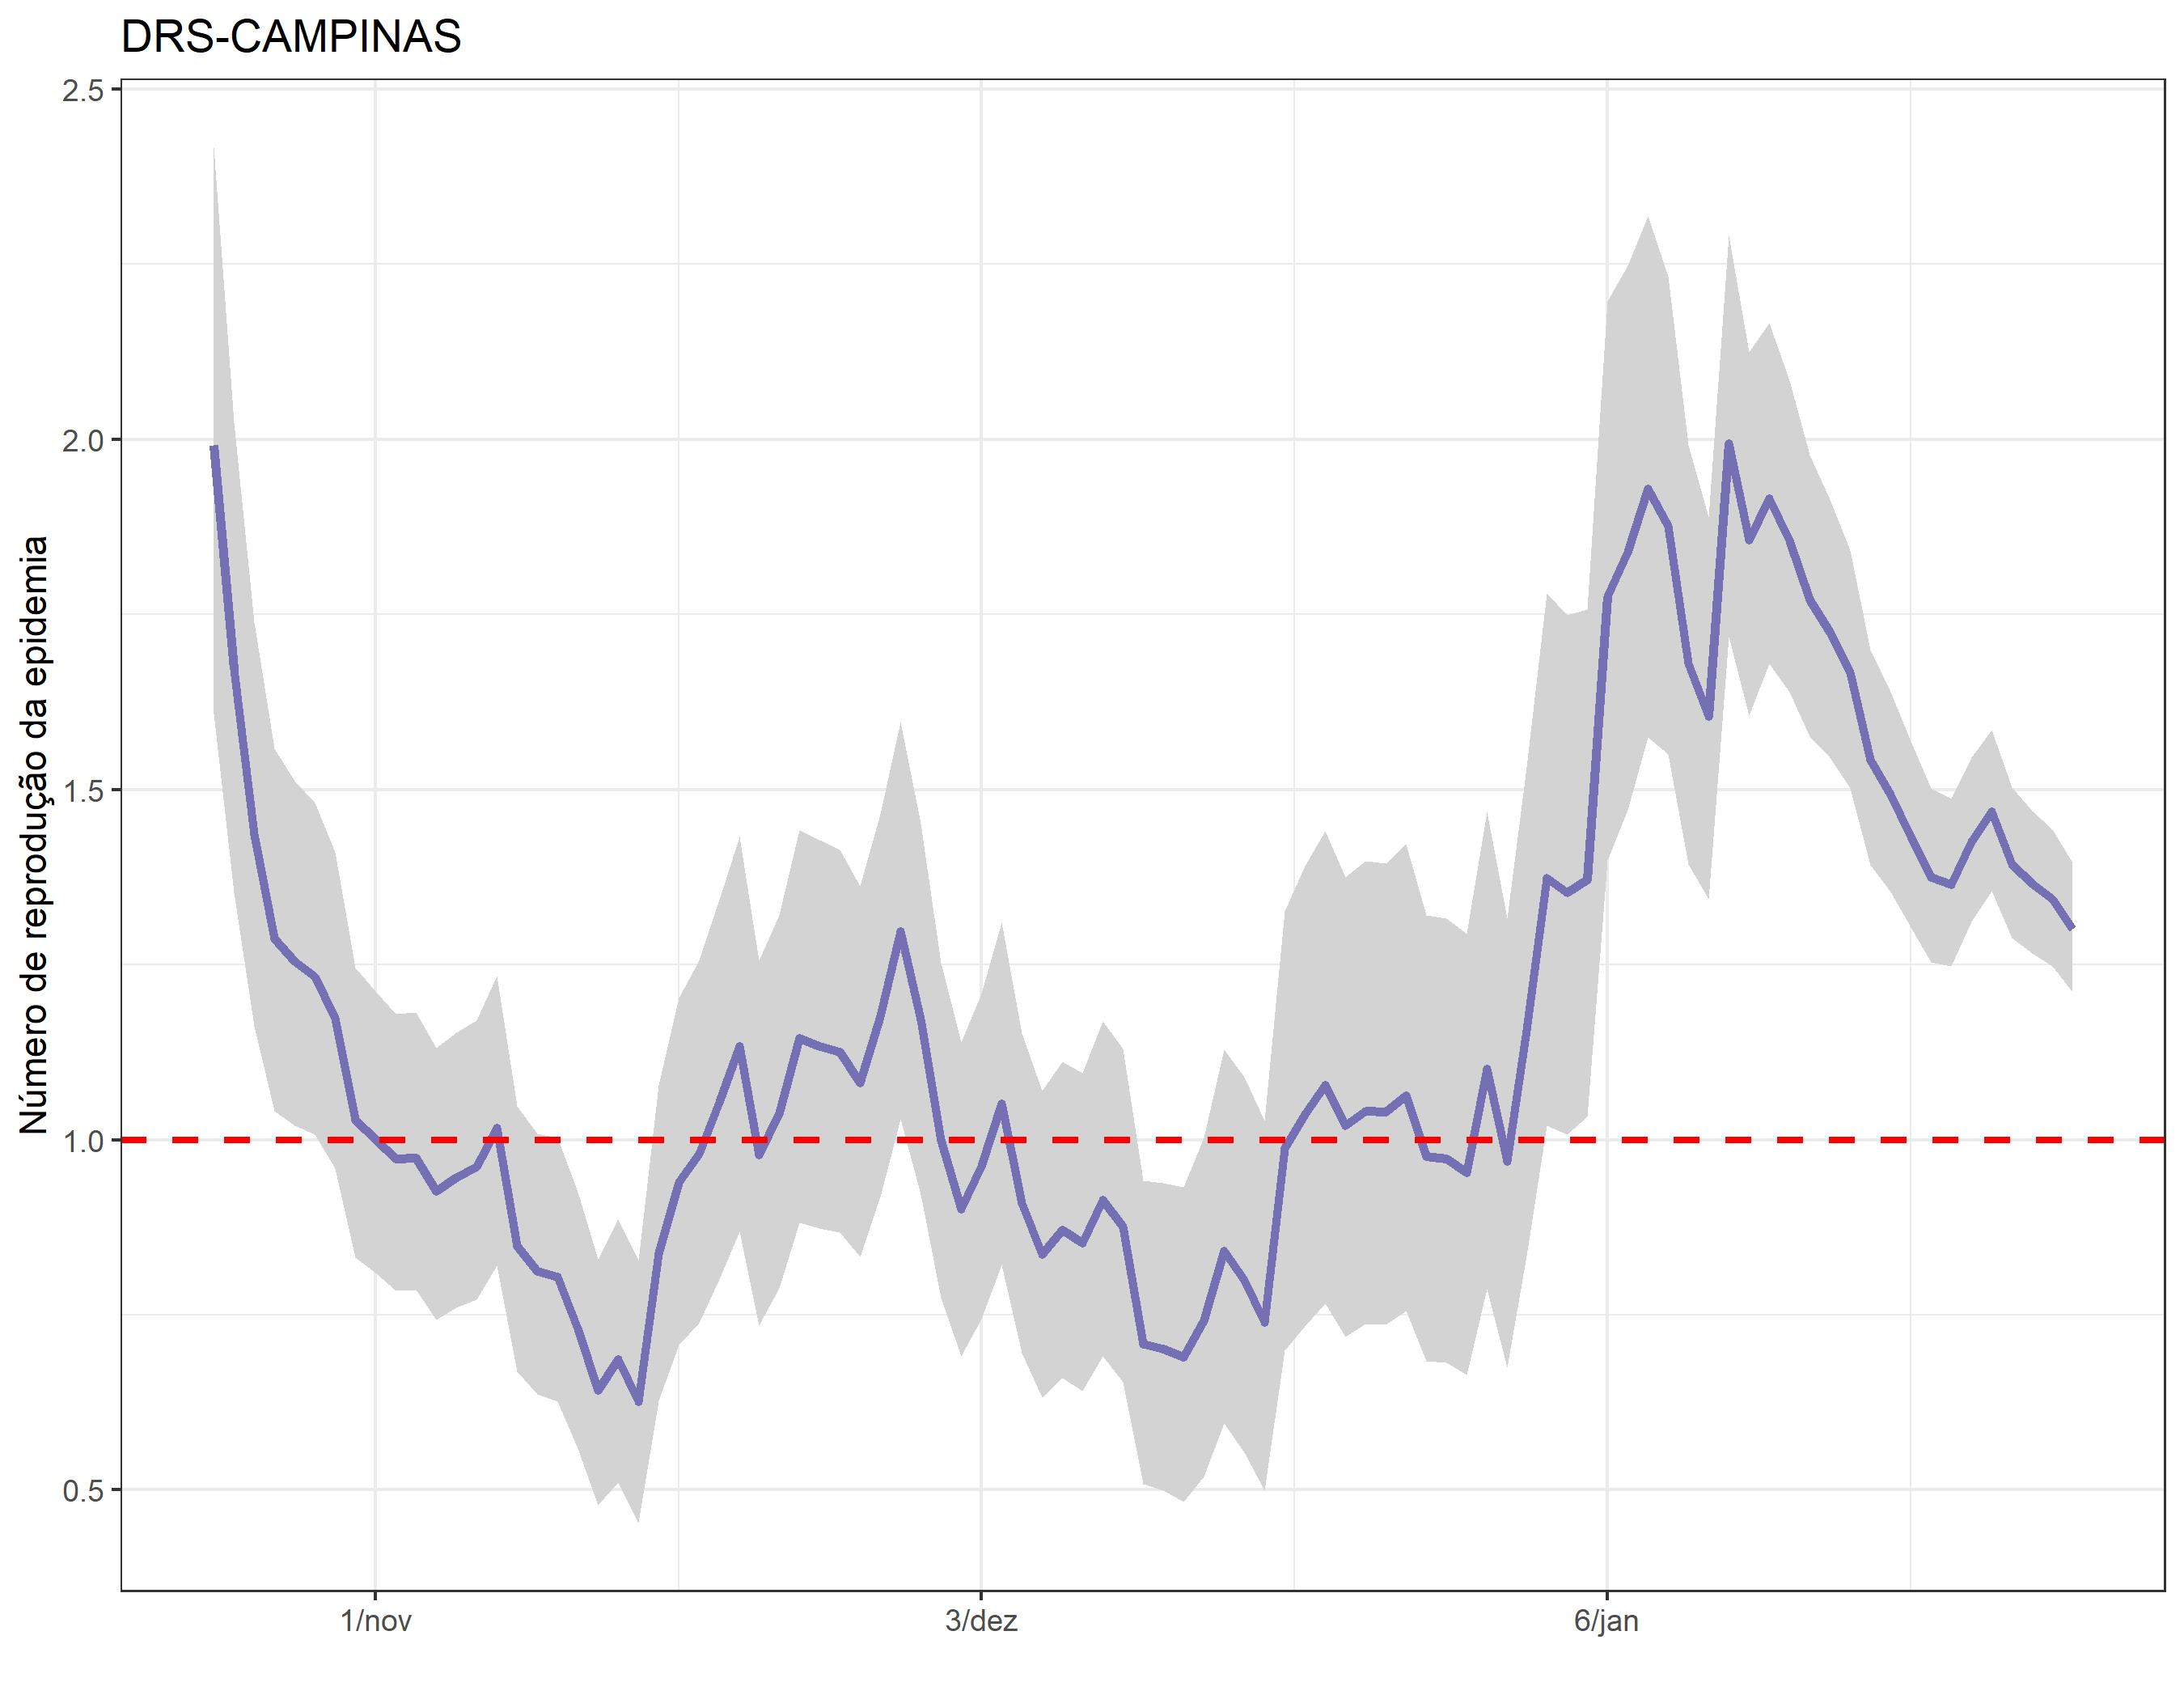 DRS-CAMPINAS
Número de reprodução da epidemia
2.5
2.0
1.5
1.0
0.5
1/nov
3/dez
6/jan